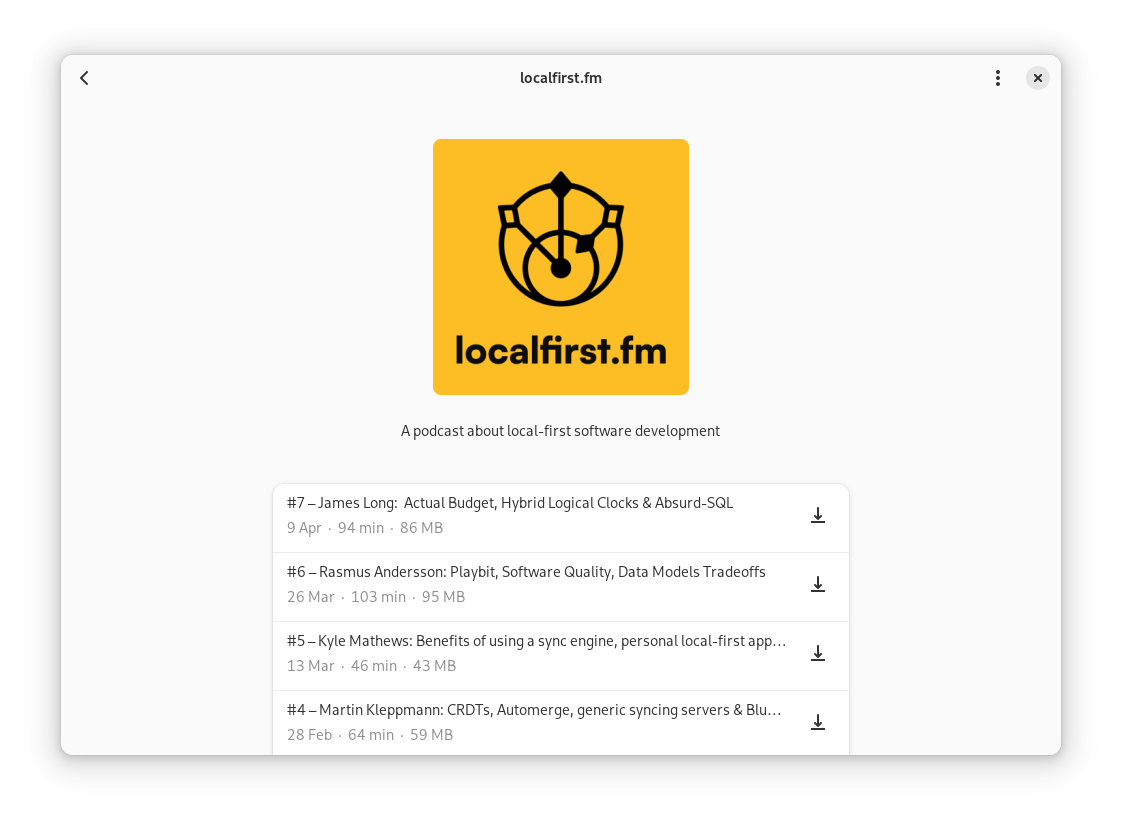 localfirst.fm
localfirst.fm
A podcast about local-first software development
#7 – James Long:  Actual Budget, Hybrid Logical Clocks & Absurd-SQL
9 Apr · 94 min · 86 MB
#6 – Rasmus Andersson: Playbit, Software Quality, Data Models Tradeoffs
26 Mar · 103 min · 95 MB
#5 – Kyle Mathews: Benefits of using a sync engine, personal local-first app…
13 Mar · 46 min · 43 MB
#4 – Martin Kleppmann: CRDTs, Automerge, generic syncing servers & Blu…
28 Feb · 64 min · 59 MB